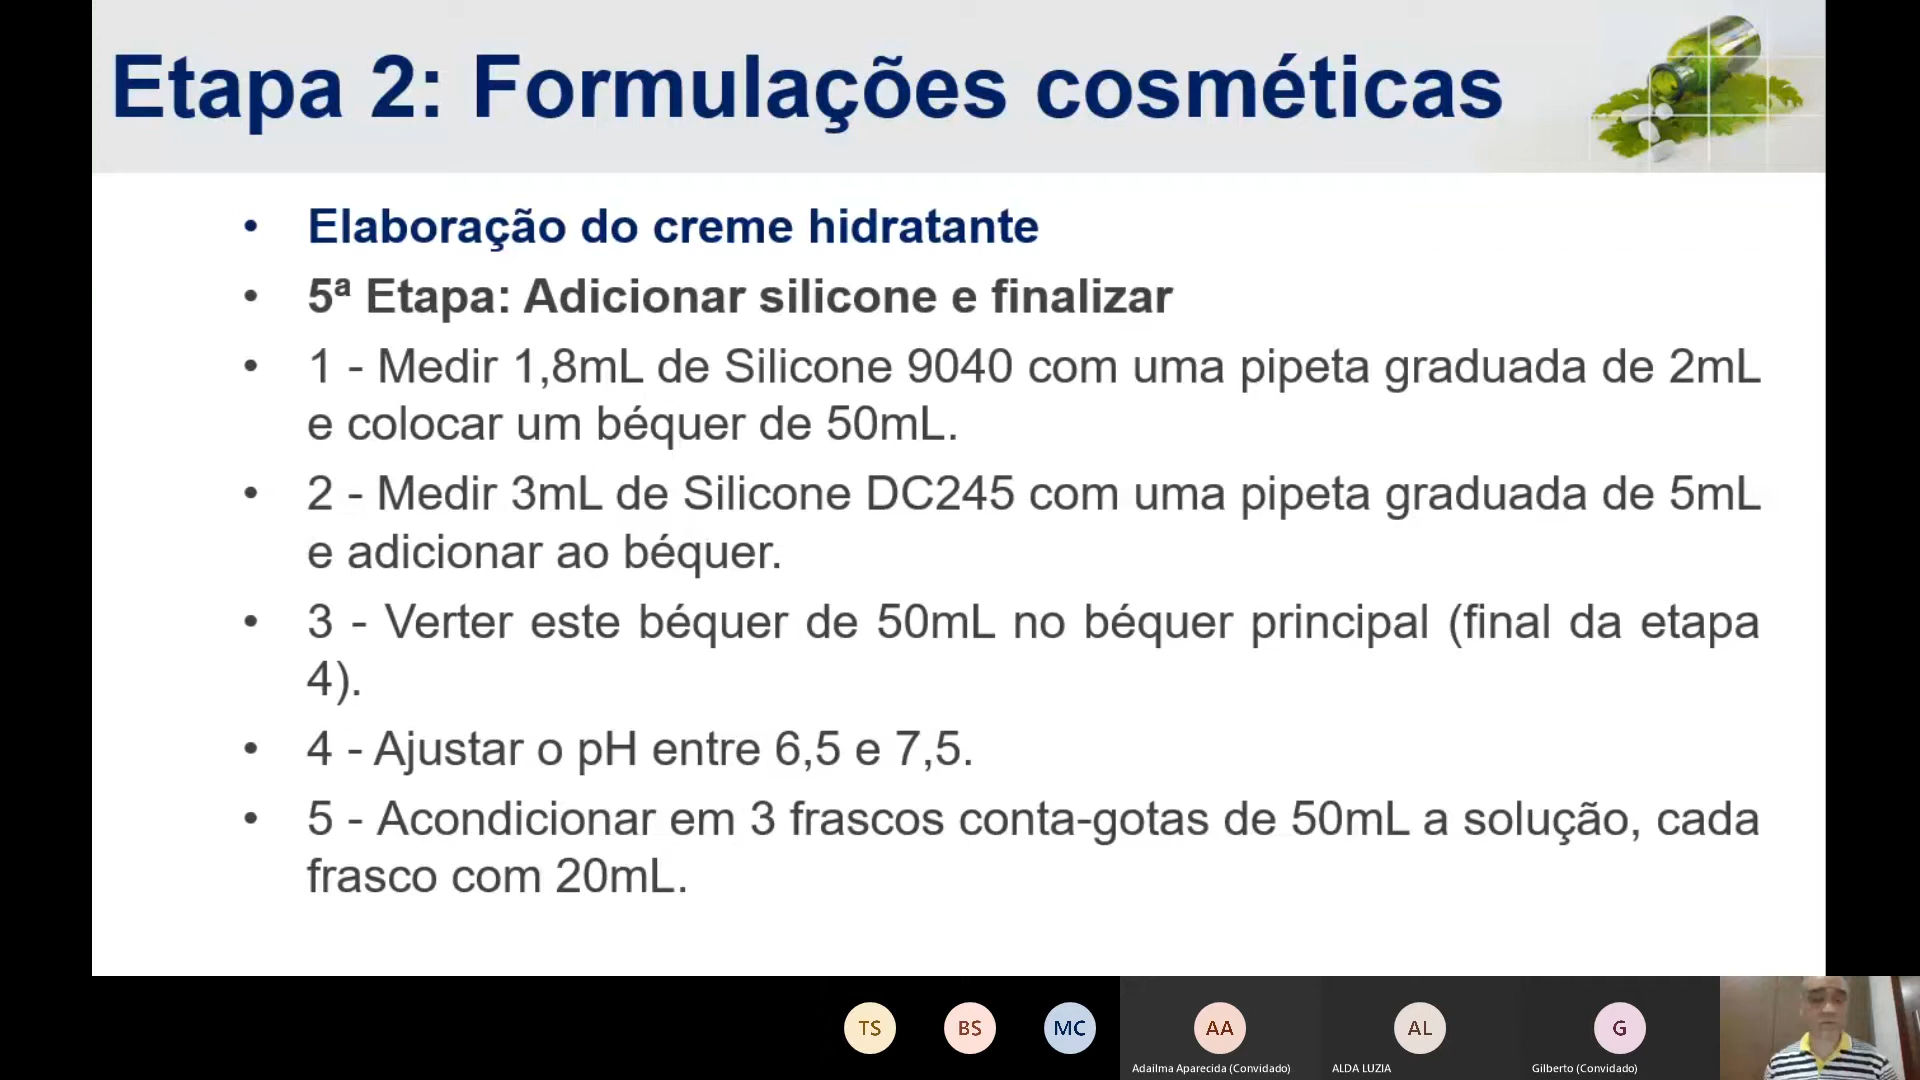 Etapa 2: Formulações cosméticas
• Elaboração do creme hidratante
• 5ª Etapa: Adicionar silicone e finalizar
• 1 - Medir 1,8mL de Silicone 9040 com uma pipeta graduada de 2mL
e colocar um béquer de 50mL.
• 2 - Medir 3mL de Silicone DC245 com uma pipeta graduada de 5mL
e adicionar ao béquer.
• 3 - Verter este béquer de 50mL no béquer principal (final da etapa
4).
• 4 - Ajustar o pH entre 6,5 e 7,5.
• 5 - Acondicionar em 3 frascos conta-gotas de 50mL a solução, cada
frasco com 20mL.
TS BS MC AA AL G
Adailma Aparecida (Convidado) ALDA LUZIA Gilberto (Convidado)